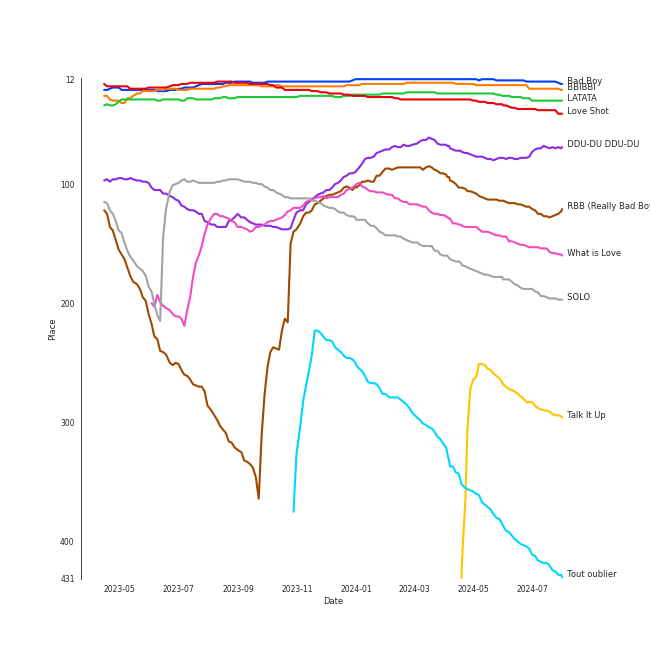 12
100
200
300
400
431
Place
2023-05
2023-07
2023-09
2023-11
2024-01
2024-03
2024-05
2024-07
Date
Bad Boy
BBIBBI
LATATA
Love Shot
DDU-DU DDU-DU
RBB (Really Bad Boy
What is Love
SOLO
Talk It Up
Tout oublier